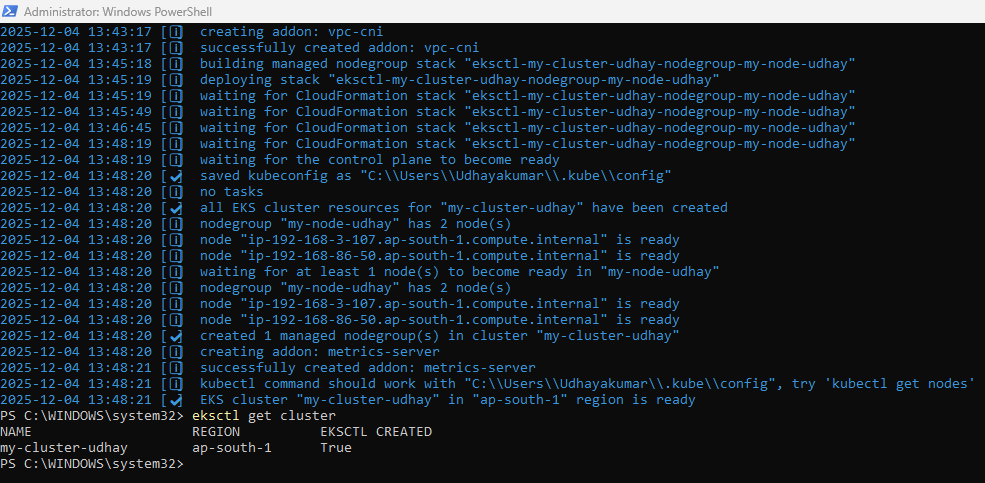 Administrator: Windows PowerShell
2025-12-04 13:43:17 [i]  creating addon: vpc-cni
2025-12-04 13:43:17 [i]  successfully created addon: vpc-cni
2025-12-04 13:45:18 [i]  building managed nodegroup stack "eksctl-my-cluster-udhay-nodegroup-my-node-udhay"
2025-12-04 13:45:19 [i]  deploying stack "eksctl-my-cluster-udhay-nodegroup-my-node-udhay"
2025-12-04 13:45:19 [i]  waiting for CloudFormation stack "eksctl-my-cluster-udhay-nodegroup-my-node-udhay"
2025-12-04 13:45:49 [i]  waiting for CloudFormation stack "eksctl-my-cluster-udhay-nodegroup-my-node-udhay"
2025-12-04 13:46:45 [i]  waiting for CloudFormation stack "eksctl-my-cluster-udhay-nodegroup-my-node-udhay"
2025-12-04 13:48:19 [i]  waiting for CloudFormation stack "eksctl-my-cluster-udhay-nodegroup-my-node-udhay"
2025-12-04 13:48:19 [i]  waiting for the control plane to become ready
2025-12-04 13:48:20 [✔]  saved kubeconfig as "C:\\Users\\Udhayakumar\\.kube\\config"
2025-12-04 13:48:20 [i]  no tasks
2025-12-04 13:48:20 [✔]  all EKS cluster resources for "my-cluster-udhay" have been created
2025-12-04 13:48:20 [i]  nodegroup "my-node-udhay" has 2 node(s)
2025-12-04 13:48:20 [i]  node "ip-192-168-3-107.ap-south-1.compute.internal" is ready
2025-12-04 13:48:20 [i]  node "ip-192-168-86-50.ap-south-1.compute.internal" is ready
2025-12-04 13:48:20 [i]  waiting for at least 1 node(s) to become ready in "my-node-udhay"
2025-12-04 13:48:20 [i]  nodegroup "my-node-udhay" has 2 node(s)
2025-12-04 13:48:20 [i]  node "ip-192-168-3-107.ap-south-1.compute.internal" is ready
2025-12-04 13:48:20 [i]  node "ip-192-168-86-50.ap-south-1.compute.internal" is ready
2025-12-04 13:48:20 [✔]  created 1 managed nodegroup(s) in cluster "my-cluster-udhay"
2025-12-04 13:48:20 [i]  creating addon: metrics-server
2025-12-04 13:48:21 [i]  successfully created addon: metrics-server
2025-12-04 13:48:21 [i]  kubectl command should work with "C:\\Users\\Udhayakumar\\.kube\\config", try 'kubectl get nodes'
2025-12-04 13:48:21 [✔]  EKS cluster "my-cluster-udhay" in "ap-south-1" region is ready
PS C:\WINDOWS\system32> eksctl get cluster
NAME                    REGION          EKSCTL CREATED
my-cluster-udhay        ap-south-1      True
PS C:\WINDOWS\system32>